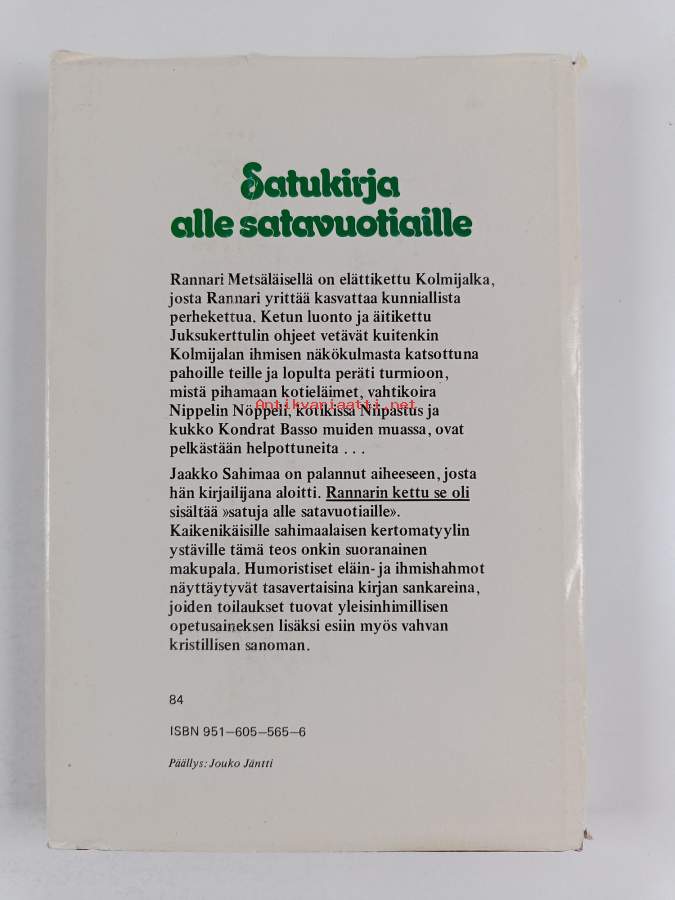 Satukirja
alle satavuotiaille
Rannari Metsäläisellä on elättikettu Kolmijalka,
josta Rannari yrittää kasvattaa kunniallista
perhekettua. Ketun luonto ja äitikettu
Juksukerttulin ohjeet vetävät kuitenkin
Kolmijalan ihmisen näkökulmasta katsottuna
pahoille teille ja lopulta peräti turmioon,
mistä pihamaan kotieläimet, vahtikoira
Antikvariaatti.net
Nippelin Nöppeli, kotikissa Niipastus ja
kukko Kondrat Basso muiden muassa, ovat
pelkästään helpottuneita . . .
Jaakko Sahimaa on palannut aiheeseen, josta
hän kirjailijana aloitti. Rannarin kettu se oli
sisältää »satuja alle satavuotiaille».
Kaikenikäisille sahimaalaisen kertomatyylin
ystäville tämä teos onkin suoranainen
makupala. Humoristiset eläin- ja ihmishahmot
näyttäytyvät tasavertaisina kirjan sankareina,
joiden toilaukset tuovat yleisinhimillisen
opetusaineksen lisäksi esiin myös vahvan
kristillisen sanoman.
84
ISBN 951–605–565–6
Päällys: Jouko Jäntti